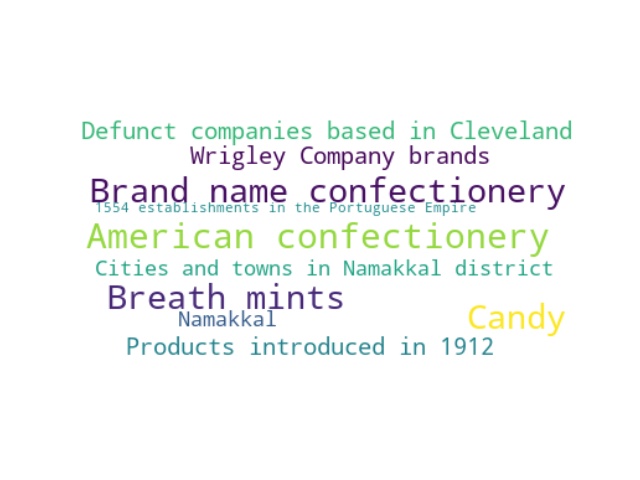 Defunct companies based in Cleveland
Wrigley Company brands
Brand name confectionery
1554 establishments in the Portuguese Empire
American confectionery
Cities and towns in Namakkal district
Breath mints
Namakkal
Candy
Products introduced in 1912